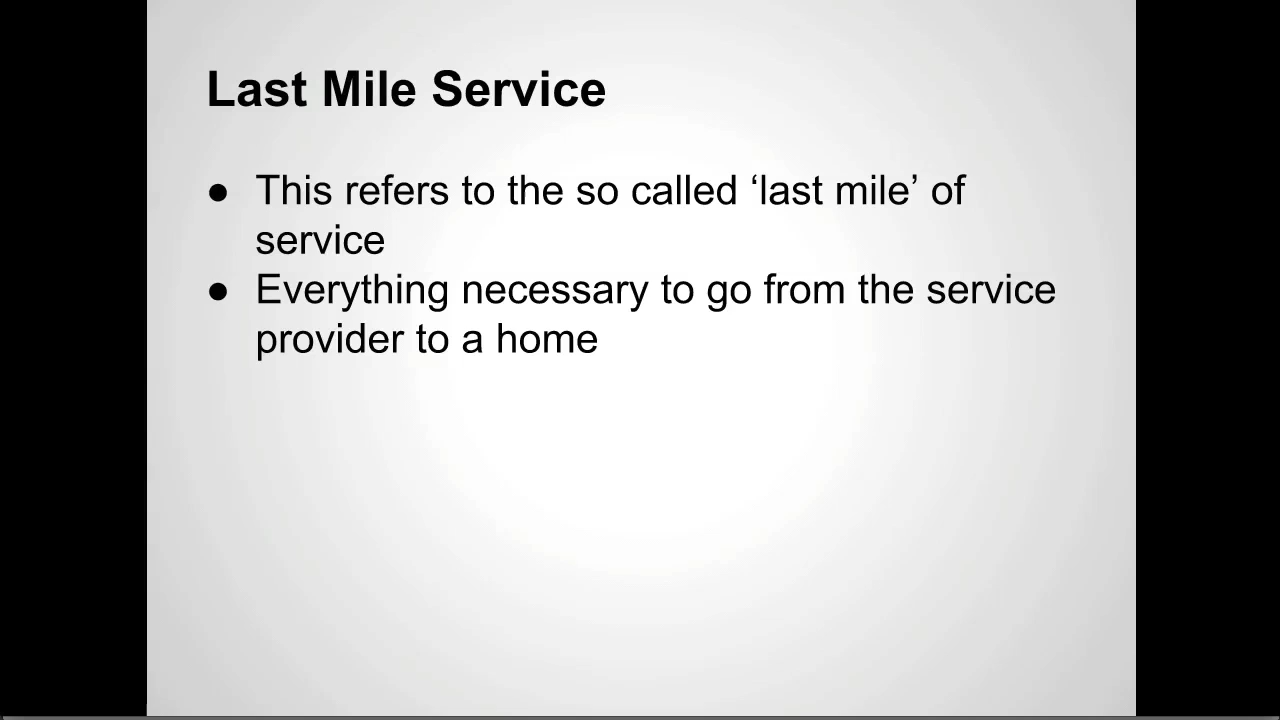 Last Mile Service
● This refers to the so called ‘last mile’ of
service
● Everything necessary to go from the service
provider to a home